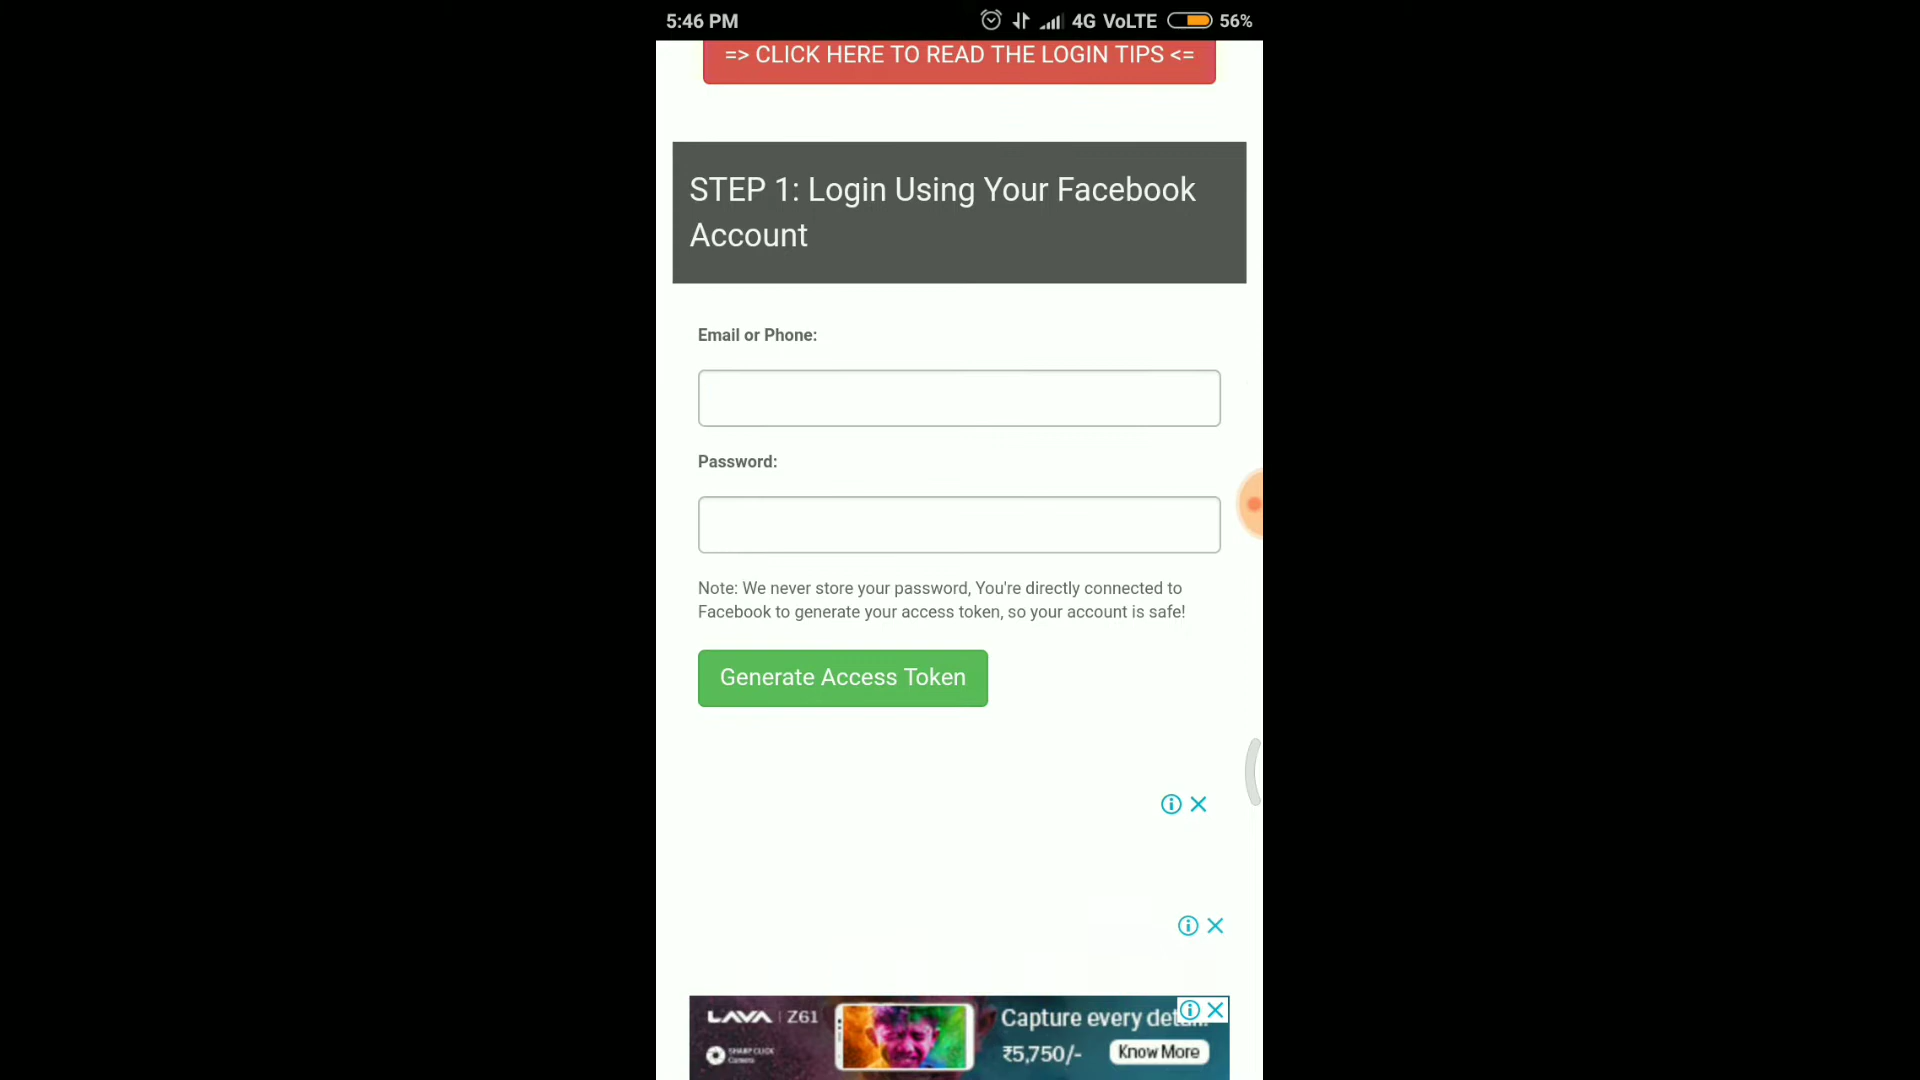 5:46 PM 4G VoLTE 56%
=> CLICK HERE TO READ THE LOGIN TIPS <=
STEP 1: Login Using Your Facebook
Account
Email or Phone:
Password:
Note: We never store your password, You're directly connected to
Facebook to generate your access token, so your account is safe!
Generate Access Token
LAVA | Z61
SHARP CLICK
Camera
Capture every
₹5,750/-
Know More